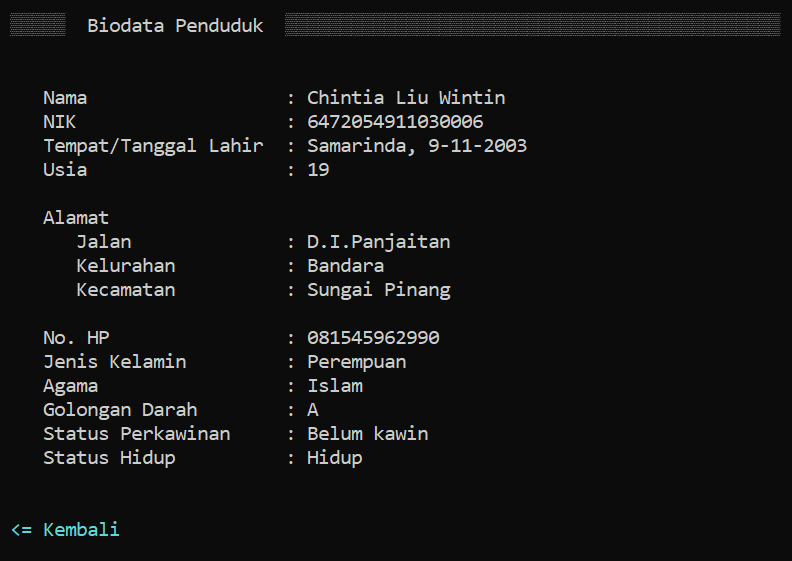 Biodata Penduduk
Nama : Chintia Liu Wintin
NIK : 6472054911030006
Tempat/Tanggal Lahir : Samarinda, 9-11-2003
Usia : 19
Alamat
Jalan : D.I.Panjaitan
Kelurahan : Bandara
Kecamatan : Sungai Pinang
No. HP : 081545962990
Jenis Kelamin : Perempuan
Agama : Islam
Golongan Darah : A
Status Perkawinan : Belum kawin
Status Hidup : Hidup
<= Kembali